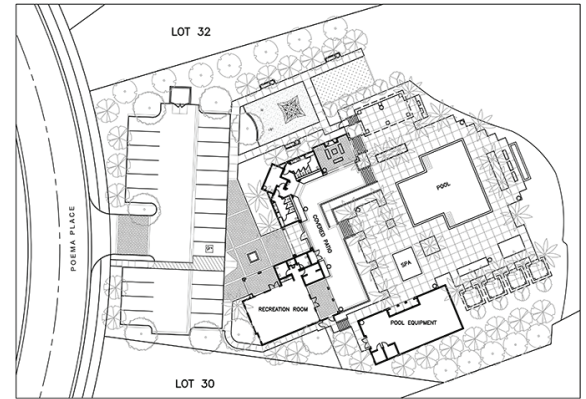 LOT 32
POOL
POEMA PLACE
COVERED PATIO
SPA
RECREATION ROOM
POOL EQUIPMENT
LOT 30